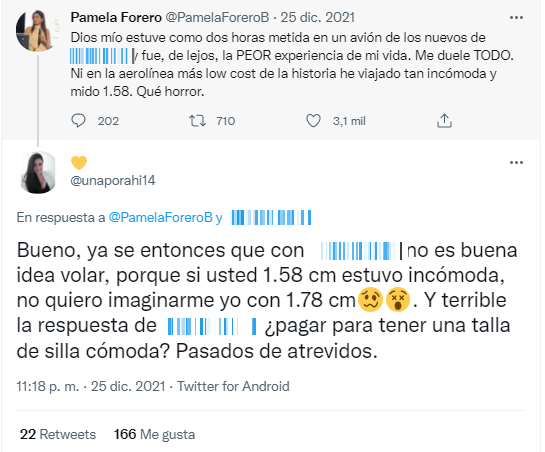 Pamela Forero @PamelaForeroB · 25 dic. 2021
Dios mío estuve como dos horas metida en un avión de los nuevos de
y fue, de lejos, la PEOR experiencia de mi vida. Me duele TODO.
Ni en la aerolínea más low cost de la historia he viajado tan incómoda y
mido 1.58. Qué horror.
202 710 3,1 mil
💛
@unaporahi14
En respuesta a @PamelaForeroB y
Bueno, ya se entonces que con no es buena
idea volar, porque si usted 1.58 cm estuvo incómoda,
no quiero imaginarme yo con 1.78 cm🥴😵. Y terrible
la respuesta de ¿pagar para tener una talla
de silla cómoda? Pasados de atrevidos.
11:18 p. m. · 25 dic. 2021 · Twitter for Android
22 Retweets 166 Me gusta